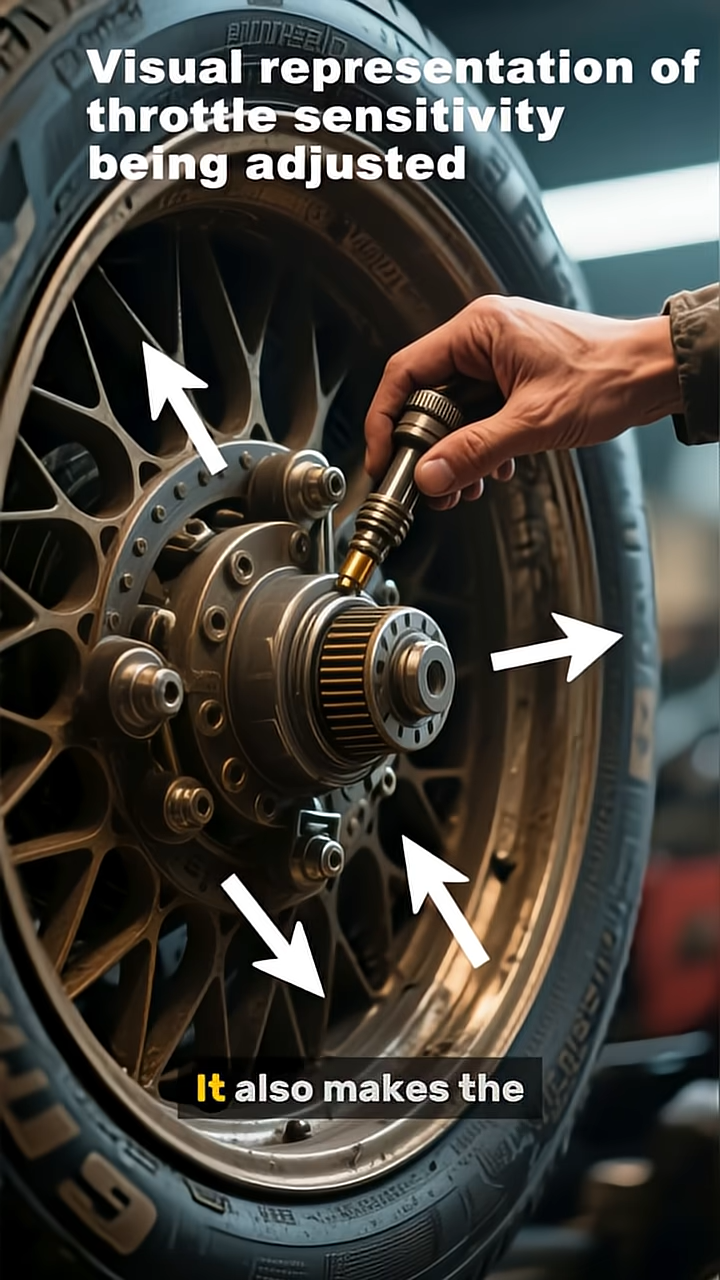 Visual representation of
throttle sensitivity
being adjusted
It also makes the